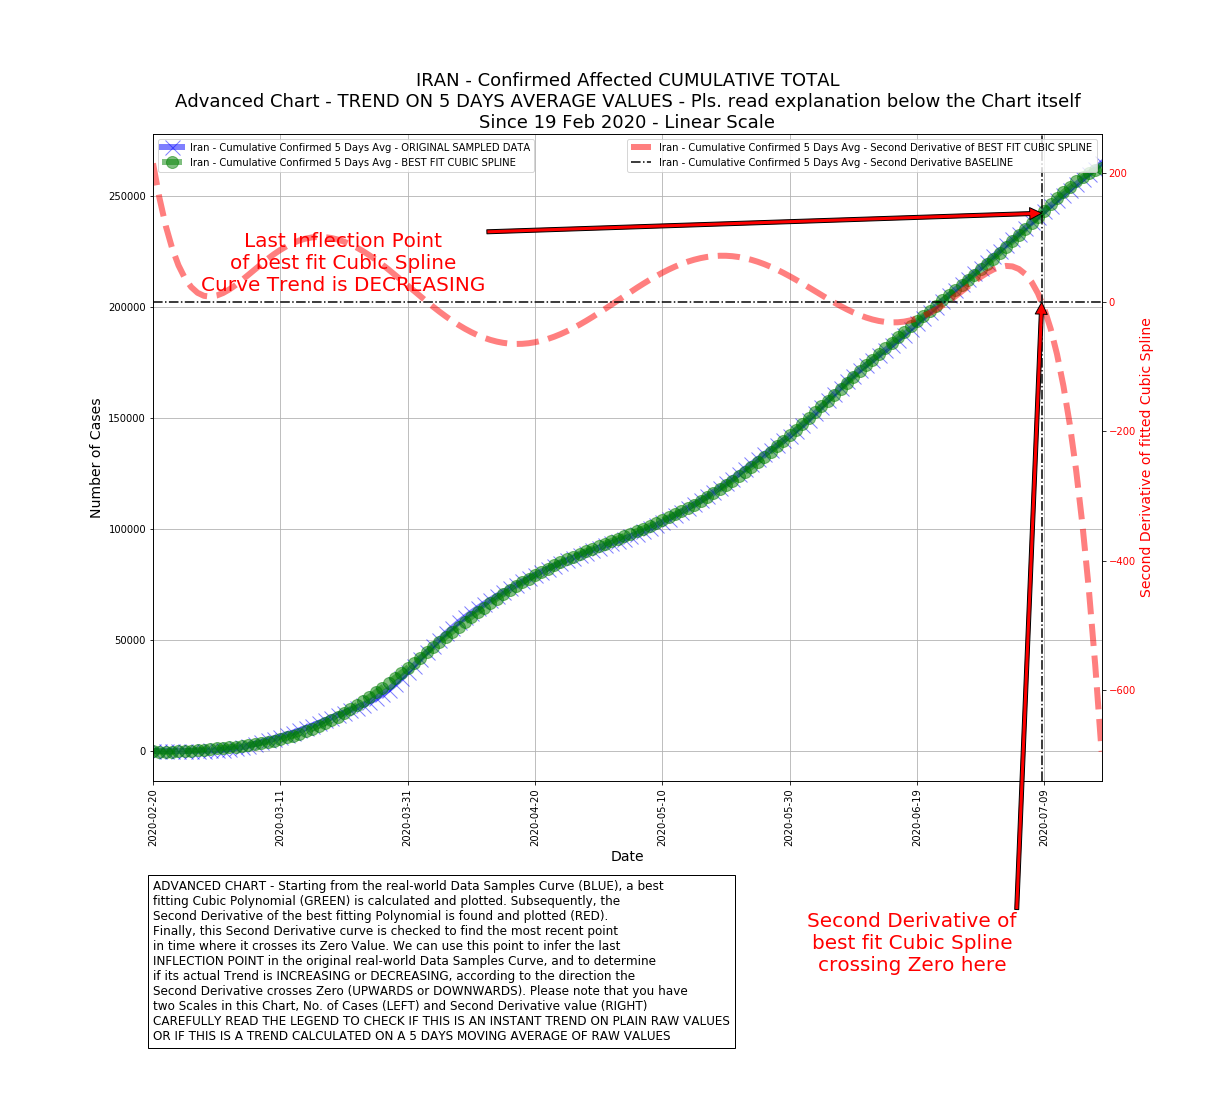 IRAN - Confirmed Affected CUMULATIVE TOTAL
Advanced Chart - TREND ON 5 DAYS AVERAGE VALUES - Pls. read explanation below the Chart itself
Since 19 Feb 2020 - Linear Scale
Iran - Cumulative Confirmed 5 Days Avg - ORIGINAL SAMPLED DATA
Iran - Cumulative Confirmed 5 Days Avg - BEST FIT CUBIC SPLINE
Iran - Cumulative Confirmed 5 Days Avg - Second Derivative of BEST FIT CUBIC SPLINE
Iran - Cumulative Confirmed 5 Days Avg - Second Derivative BASELINE
Last Inflection Point
of best fit Cubic Spline
Curve Trend is DECREASING
Number of Cases
250000
200000
150000
100000
50000
0
200
0
−200
−400
−600
Second Derivative of fitted Cubic Spline
2020-02-20
2020-03-11
2020-03-31
2020-04-20
2020-05-10
2020-05-30
2020-06-19
2020-07-09
Date
Second Derivative of
best fit Cubic Spline
crossing Zero here
ADVANCED CHART - Starting from the real-world Data Samples Curve (BLUE), a best
fitting Cubic Polynomial (GREEN) is calculated and plotted. Subsequently, the
Second Derivative of the best fitting Polynomial is found and plotted (RED).
Finally, this Second Derivative curve is checked to find the most recent point
in time where it crosses its Zero Value. We can use this point to infer the last
INFLECTION POINT in the original real-world Data Samples Curve, and to determine
if its actual Trend is INCREASING or DECREASING, according to the direction the
Second Derivative crosses Zero (UPWARDS or DOWNWARDS). Please note that you have
two Scales in this Chart, No. of Cases (LEFT) and Second Derivative value (RIGHT)
CAREFULLY READ THE LEGEND TO CHECK IF THIS IS AN INSTANT TREND ON PLAIN RAW VALUES
OR IF THIS IS A TREND CALCULATED ON A 5 DAYS MOVING AVERAGE OF RAW VALUES